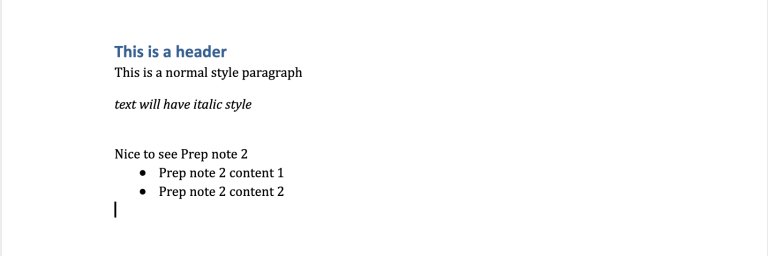 This is a header
This is a normal style paragraph
text will have italic style
Nice to see Prep note 2
• Prep note 2 content 1
• Prep note 2 content 2